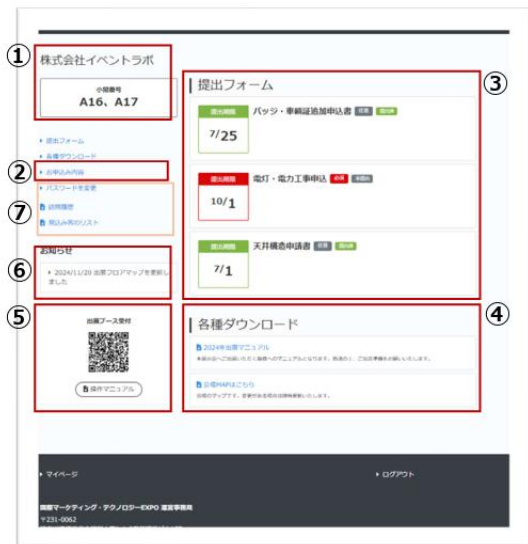 ①
株式会社イベントラボ
小間番号
A16、A17
提出フォーム
各種ダウンロード
②
お申込み内容
パスワードを変更
⑦
訪問履歴
見込み客のリスト
お知らせ
⑥
2024/11/20 出展フロアマップを更新し
ました
⑤
出展ブース受付
操作マニュアル
③
提出フォーム
提出期限
7/25
バッジ・車輌証追加申込書 任意 提出済
提出期限
10/1
電灯・電力工事申込 必須 未提出
提出期限
7/1
天井構造申請書 任意 提出済
④
各種ダウンロード
2024年出展マニュアル
会場MAPはこちら
マイページ
ログアウト
国際マーケティング・テクノロジーEXPO 運営事務局
〒231-0062